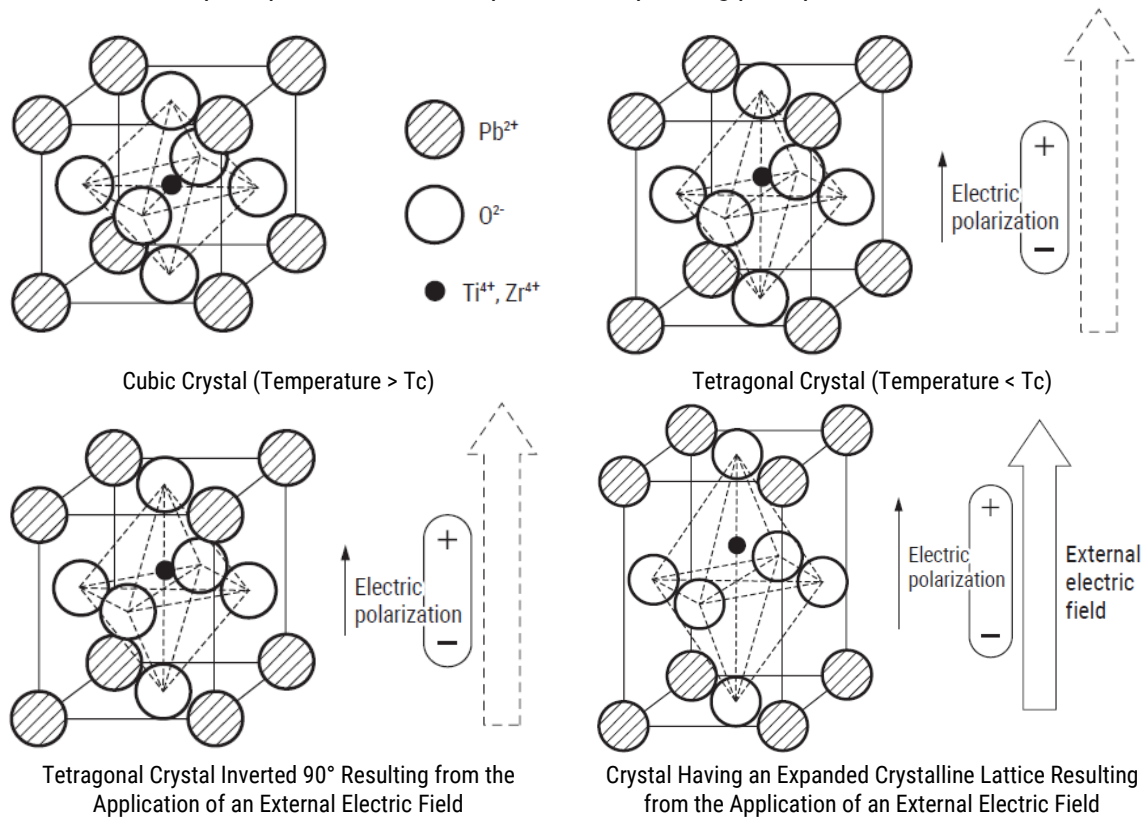 Pb²⁺
O²⁻
Ti⁴⁺, Zr⁴⁺
Cubic Crystal (Temperature > Tc)
Electric
polarization
+
−
Tetragonal Crystal (Temperature < Tc)
Electric
polarization
+
−
Tetragonal Crystal Inverted 90° Resulting from the
Application of an External Electric Field
Electric
polarization
+
−
External
electric
field
Crystal Having an Expanded Crystalline Lattice Resulting
from the Application of an External Electric Field